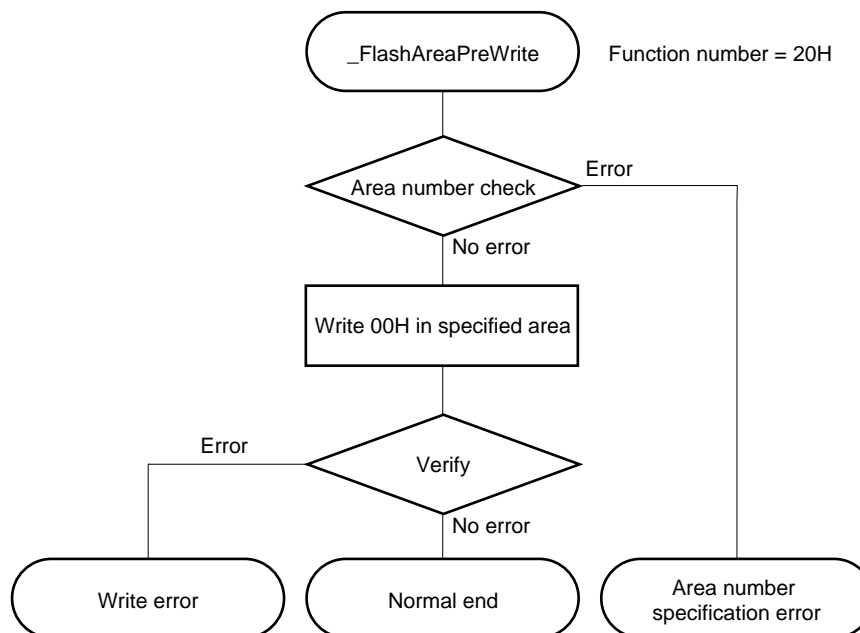 _FlashAreaPreWrite
Function number = 20H
Area number check
Error
No error
Write 00H in specified area
Error
Verify
No error
Write error
Normal end
Area number
specification error